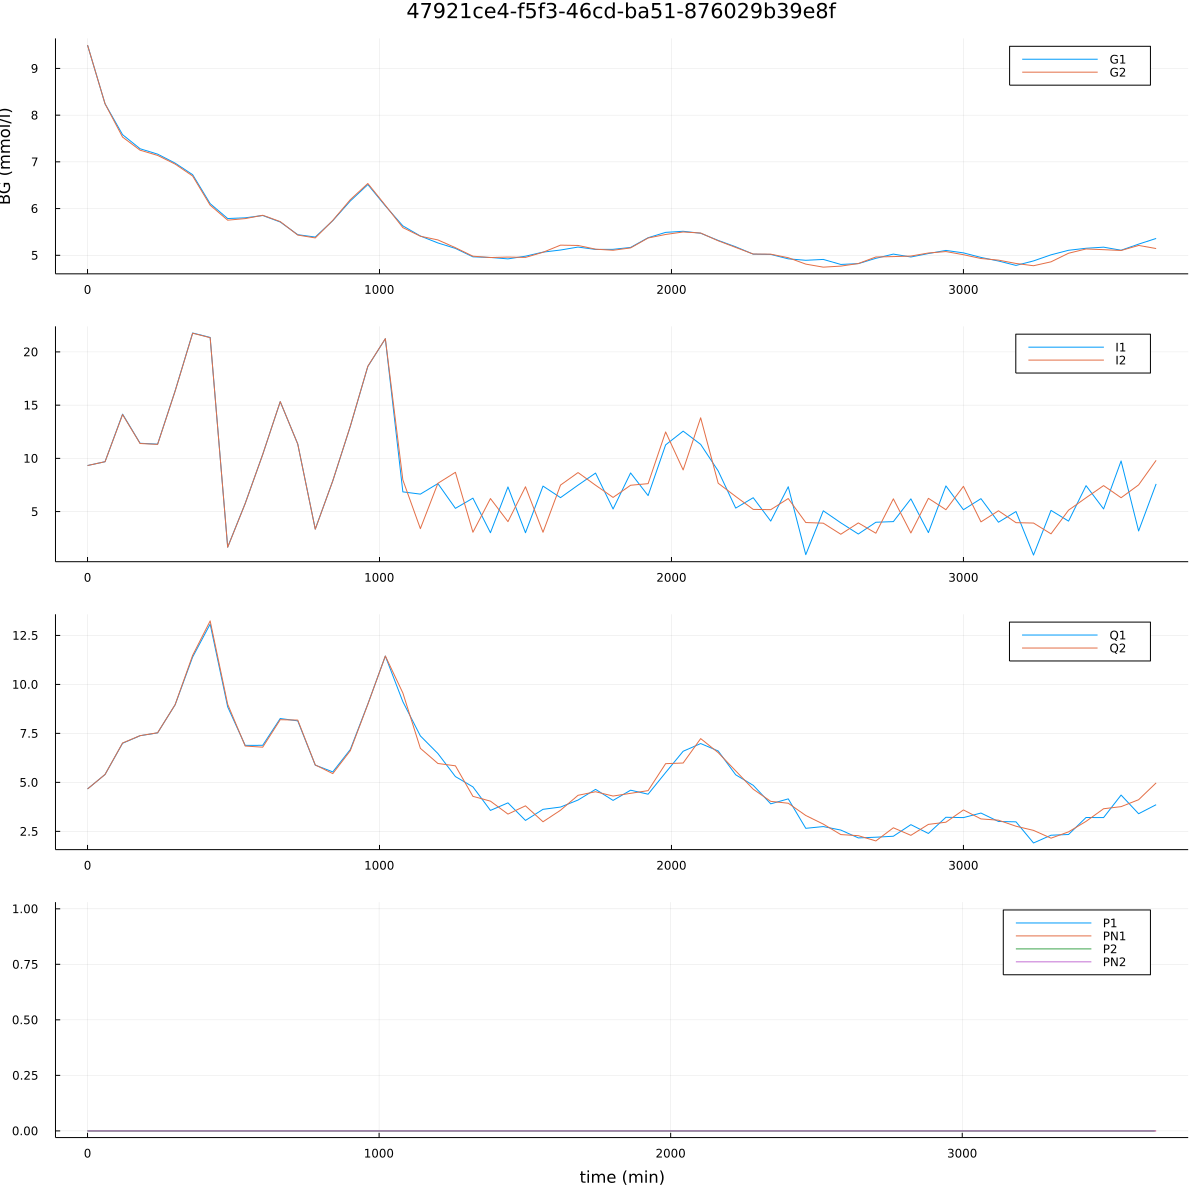 47921ce4-f5f3-46cd-ba51-876029b39e8f
BG (mmol/l)
9
8
7
6
5
G1
G2
0 1000 2000 3000
20
15
10
5
I1
I2
0 1000 2000 3000
12.5
10.0
7.5
5.0
2.5
Q1
Q2
0 1000 2000 3000
1.00
0.75
0.50
0.25
0.00
P1
PN1
P2
PN2
0 1000 2000 3000
time (min)